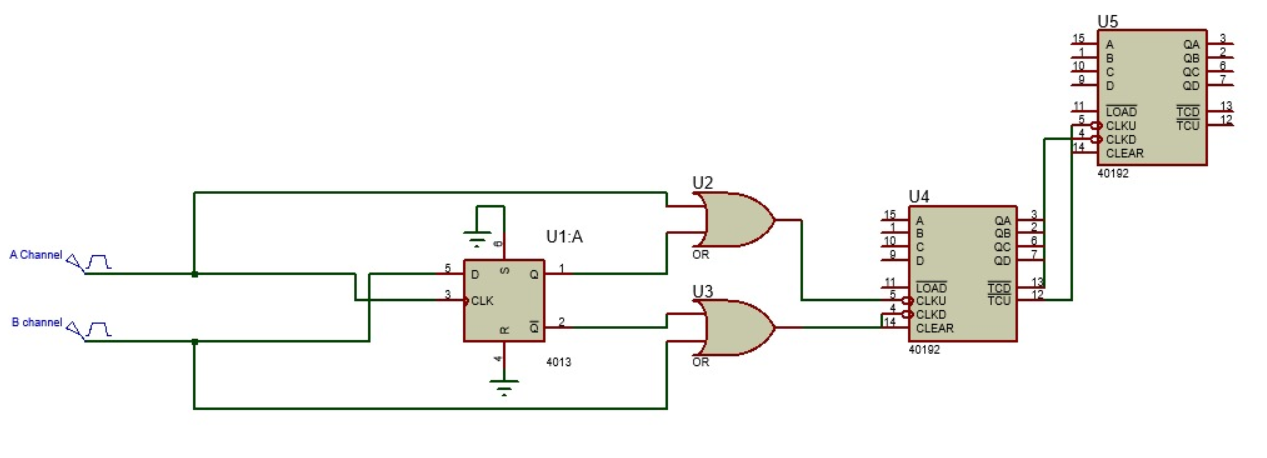 U5
15 A QA 3
1 B QB 2
10 C QC 6
9 D QD 7
11 LOAD TCD 13
5 CLKU TCU 12
4 CLKD
14 CLEAR
40192
U2
OR
U4
15 A QA 3
1 B QB 2
10 C QC 6
9 D QD 7
11 LOAD TCD 13
5 CLKU TCU 12
4 CLKD
14 CLEAR
40192
U1:A
6
S
5 D Q 1
3 CLK
R Q 2
4
4013
A Channel
B channel
U3
OR